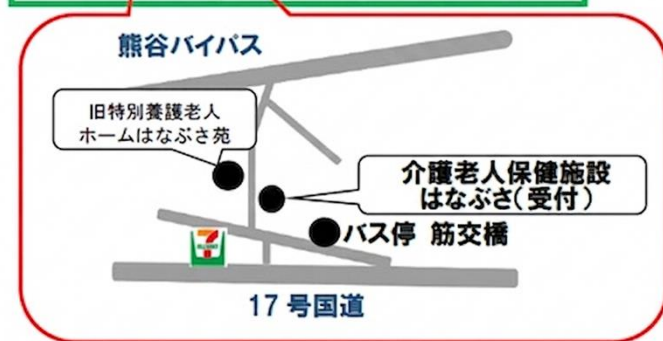 熊谷バイパス
旧特別養護老人
ホームはなぶさ苑
介護老人保健施設
はなぶさ(受付)
バス停 筋交橋
17 号国道